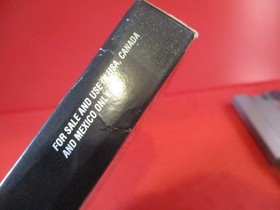 FOR SALE AND USE IN USA, CANADA
AND MEXICO ONLY